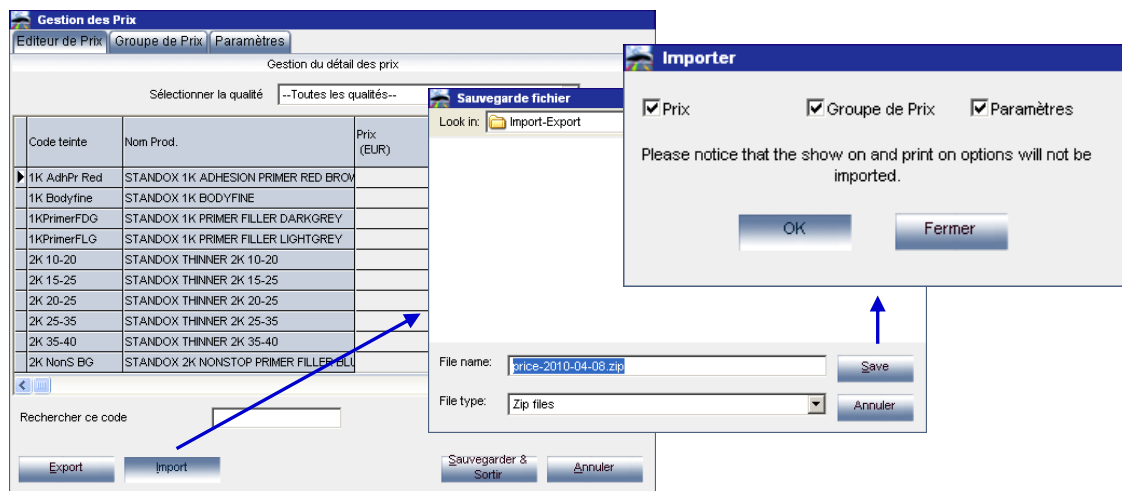 Gestion des Prix
Editeur de Prix Groupe de Prix Paramètres
Gestion du détail des prix
Sélectionner la qualité --Toutes les qualités--
Code teinte Nom Prod. Prix (EUR)
1K AdhPr Red STANDOX 1K ADHESION PRIMER RED BROW
1K Bodyfine STANDOX 1K BODYFINE
1KPrimerFDG STANDOX 1K PRIMER FILLER DARKGREY
1KPrimerFLG STANDOX 1K PRIMER FILLER LIGHTGREY
2K 10-20 STANDOX THINNER 2K 10-20
2K 15-25 STANDOX THINNER 2K 15-25
2K 20-25 STANDOX THINNER 2K 20-25
2K 25-35 STANDOX THINNER 2K 25-35
2K 35-40 STANDOX THINNER 2K 35-40
2K NonS BG STANDOX 2K NONSTOP PRIMER FILLER BLU
Rechercher ce code
Export Import Sauvegarder & Sortir Annuler
Sauvegarde fichier
Look in: Import-Export
File name: price-2010-04-08.zip Save
File type: Zip files Annuler
Importer
Prix Groupe de Prix Paramètres
Please notice that the show on and print on options will not be
imported.
OK Fermer